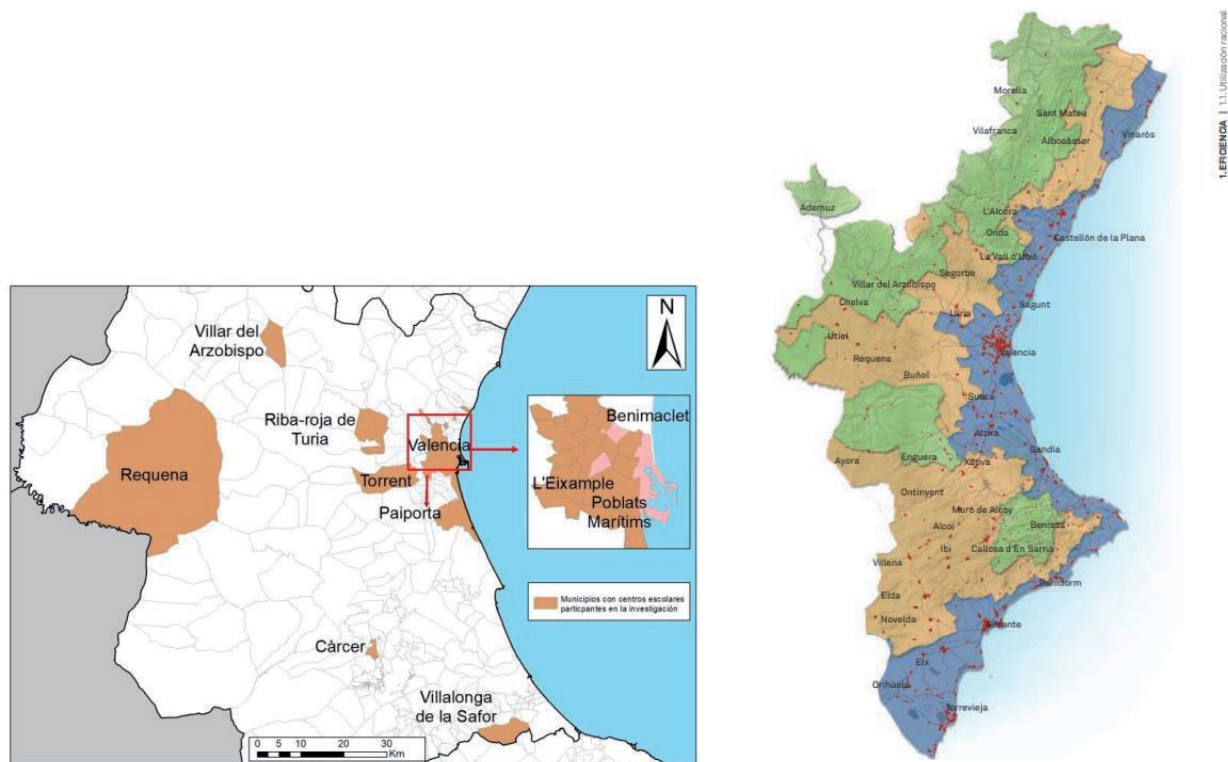 Villar del
Arzobispo
Requena
Riba-roja de
Turia
Valencia
Torrent
Paiporta
Càrcer
Villalonga
de la Safor
N
Benimaclet
L'Eixample
Poblats
Marítims
Municipios con centros escolares
participantes en la investigación
0 5 10 20 30
Km
1.EFICIENCIA | 1.1. Utilización racional
Morella
Sant Mateu
Vilafranca
Albocàsser
Vinaròs
Ademuz
L'Alcora
Onda
Castellón de la Plana
La Vall d'Uixó
Segorbe
Villar del Arzobispo
Chelva
Sagunt
Llíria
Utiel
Valencia
Requena
Buñol
Sueca
Alzira
Gandia
Enguera
Ayora
Xàtiva
Ontinyent
Muro de Alcoy
Benissa
Alcoi
Ibi
Callosa d'En Sarrià
Villena
Benidorm
Elda
Novelda
Alicante
Elx
Orihuela
Torrevieja